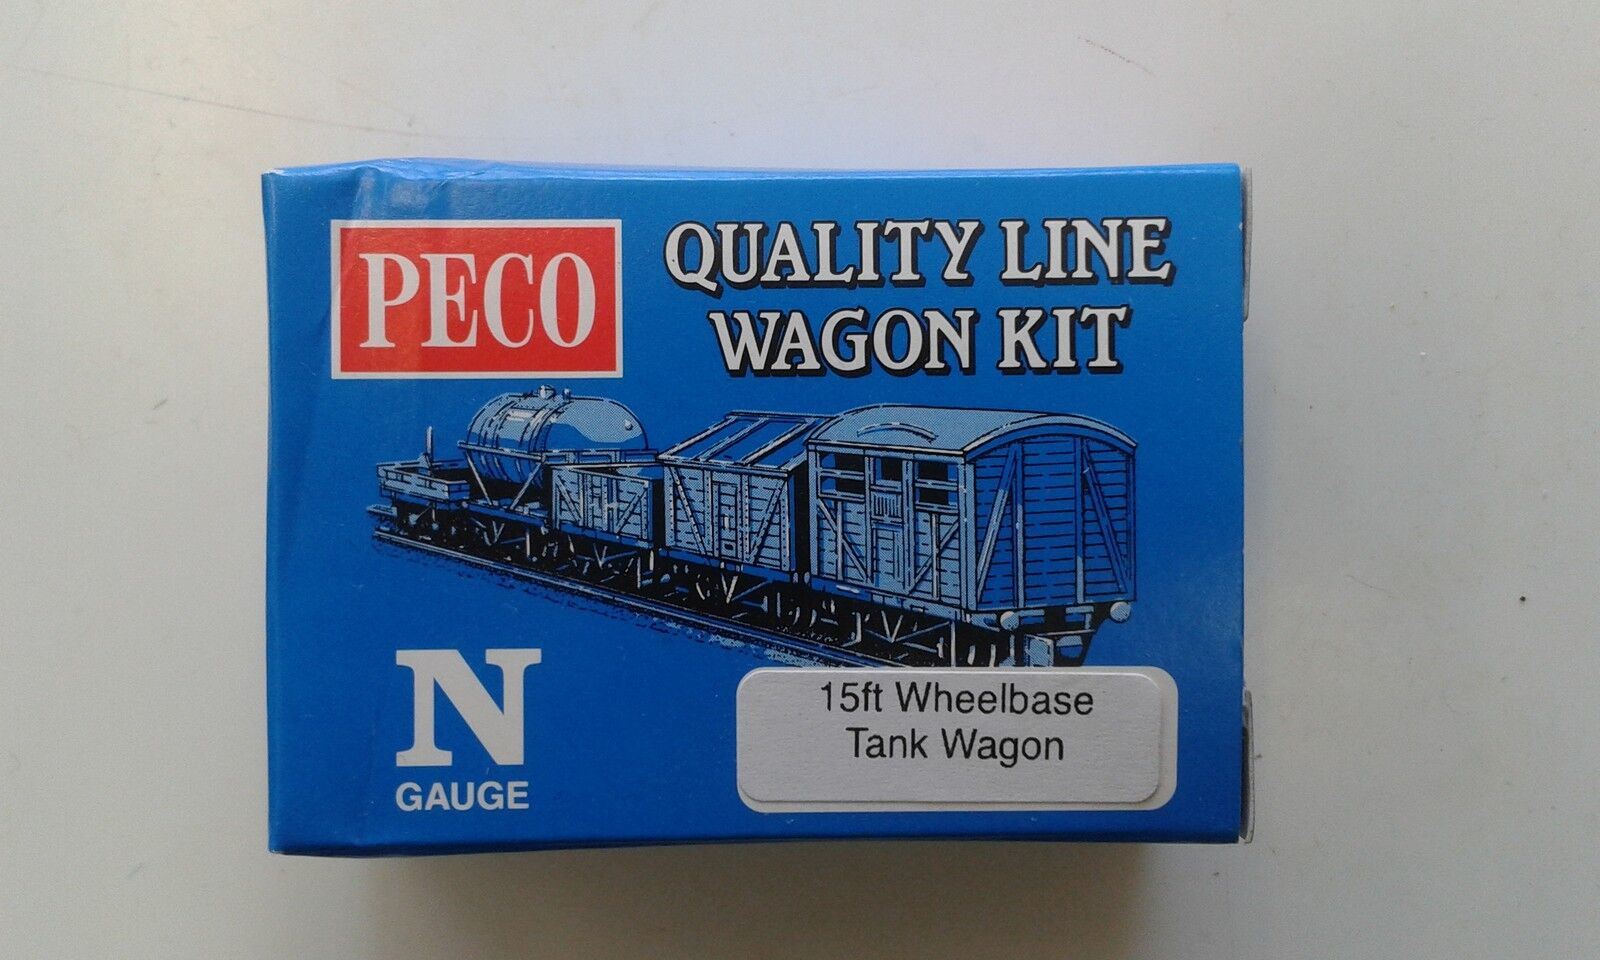 PECO
QUALITY LINE
WAGON KIT
N
GAUGE
15ft Wheelbase
Tank Wagon